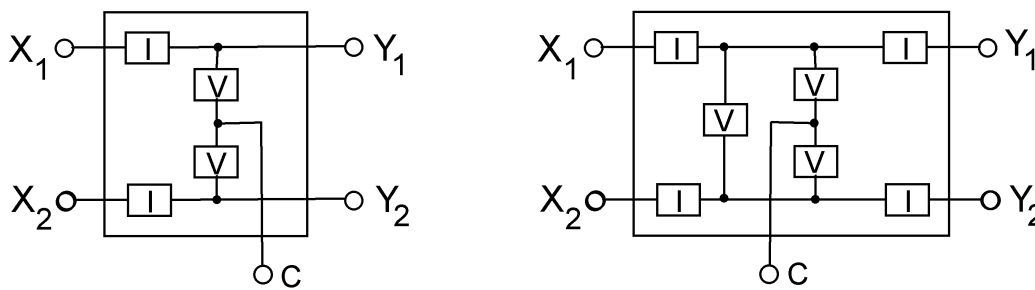 X1 I Y1 X1 I I Y1
V V
V
V V
X2 I Y2 X2 I I Y2
C C